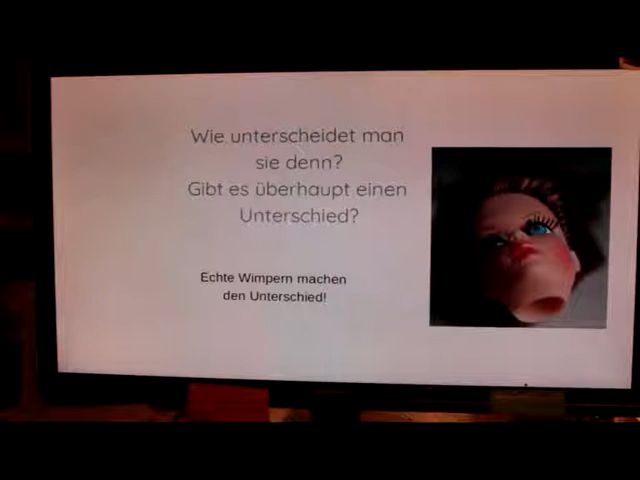 Wie unterscheidet man
sie denn?
Gibt es überhaupt einen
Unterschied?
Echte Wimpern machen
den Unterschied!